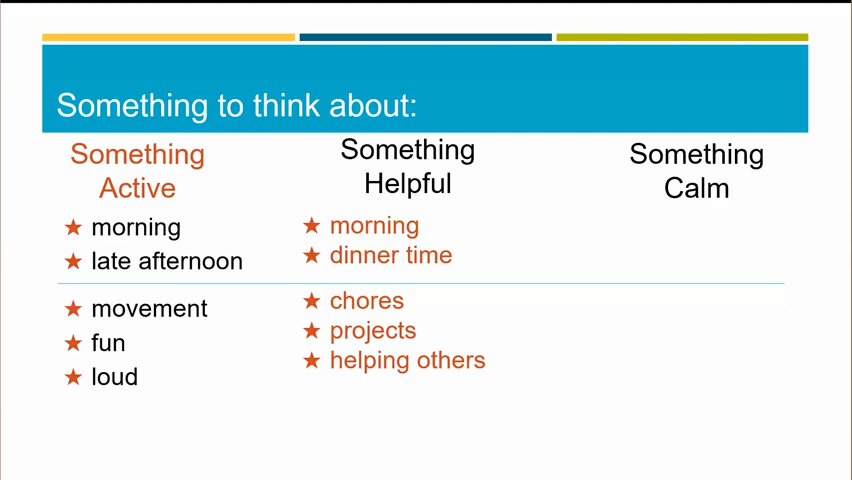 Something to think about:
Something
Active
morning
late afternoon
movement
fun
loud
Something
Helpful
morning
dinner time
chores
projects
helping others
Something
Calm